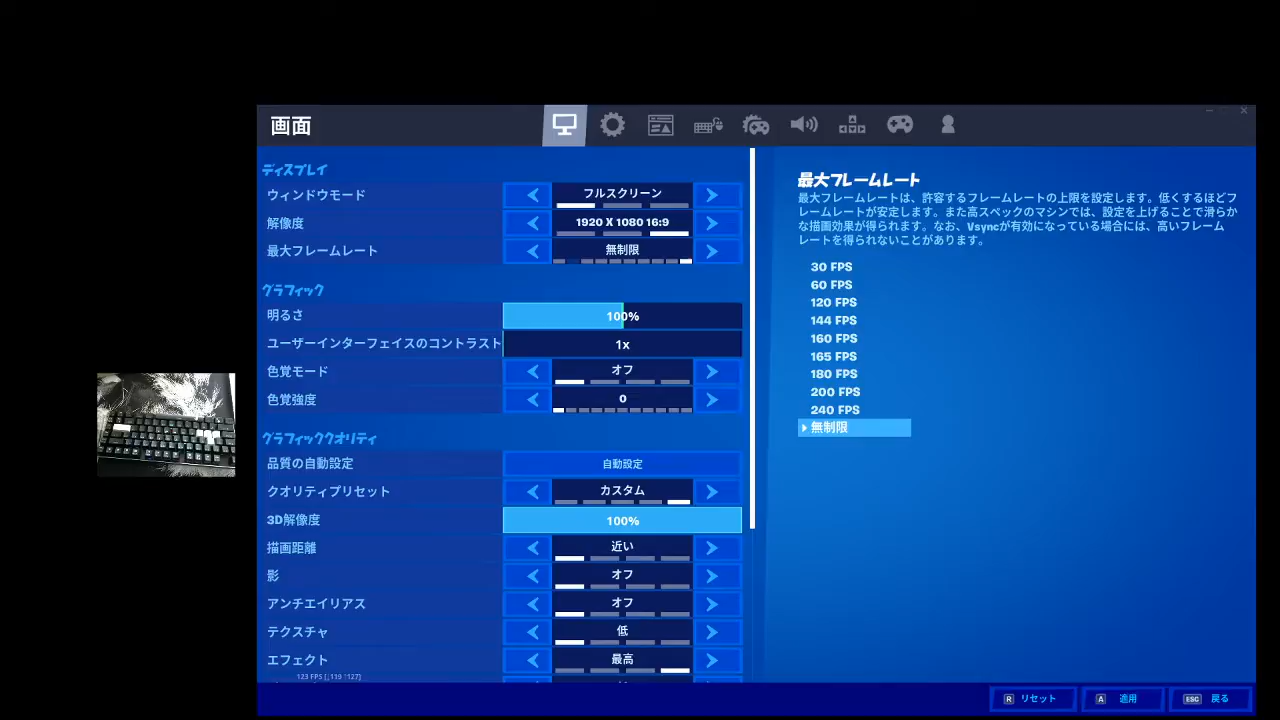 画面
ディスプレイ
ウィンドウモード
フルスクリーン
解像度
1920 X 1080 16:9
最大フレームレート
無制限
グラフィック
明るさ
100%
ユーザーインターフェイスのコントラスト
1x
色覚モード
オフ
色覚強度
0
グラフィッククオリティ
品質の自動設定
自動設定
クオリティプリセット
カスタム
3D解像度
100%
描画距離
近い
影
オフ
アンチエイリアス
オフ
テクスチャ
低
エフェクト
最高
123 FPS [↓119 ↑127]
最大フレームレート
最大フレームレートは、許容するフレームレートの上限を設定します。低くするほどフ
レームレートが安定します。また高スペックのマシンでは、設定を上げることで滑らか
な描画効果が得られます。なお、Vsyncが有効になっている場合には、高いフレーム
レートを得られないことがあります。
30 FPS
60 FPS
120 FPS
144 FPS
160 FPS
165 FPS
180 FPS
200 FPS
240 FPS
無制限
R リセット
A 適用
ESC 戻る